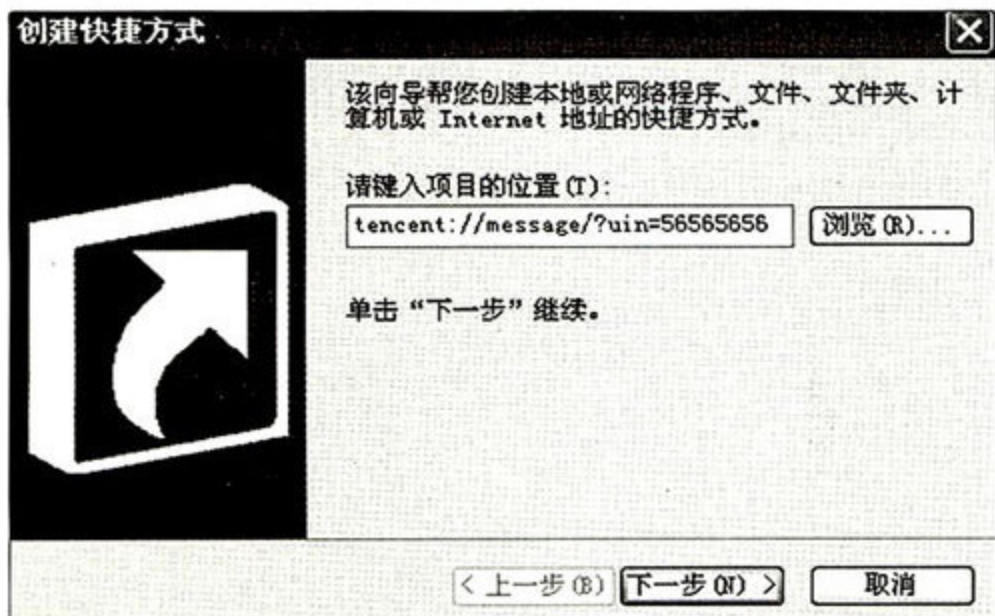 创建快捷方式
该向导帮您创建本地或网络程序、文件、文件夹、计
算机或 Internet 地址的快捷方式。
请键入项目的位置(T):
tencent://message/?uin=56565656
浏览(R)...
单击“下一步”继续。
< 上一步(B)
下一步(N) >
取消